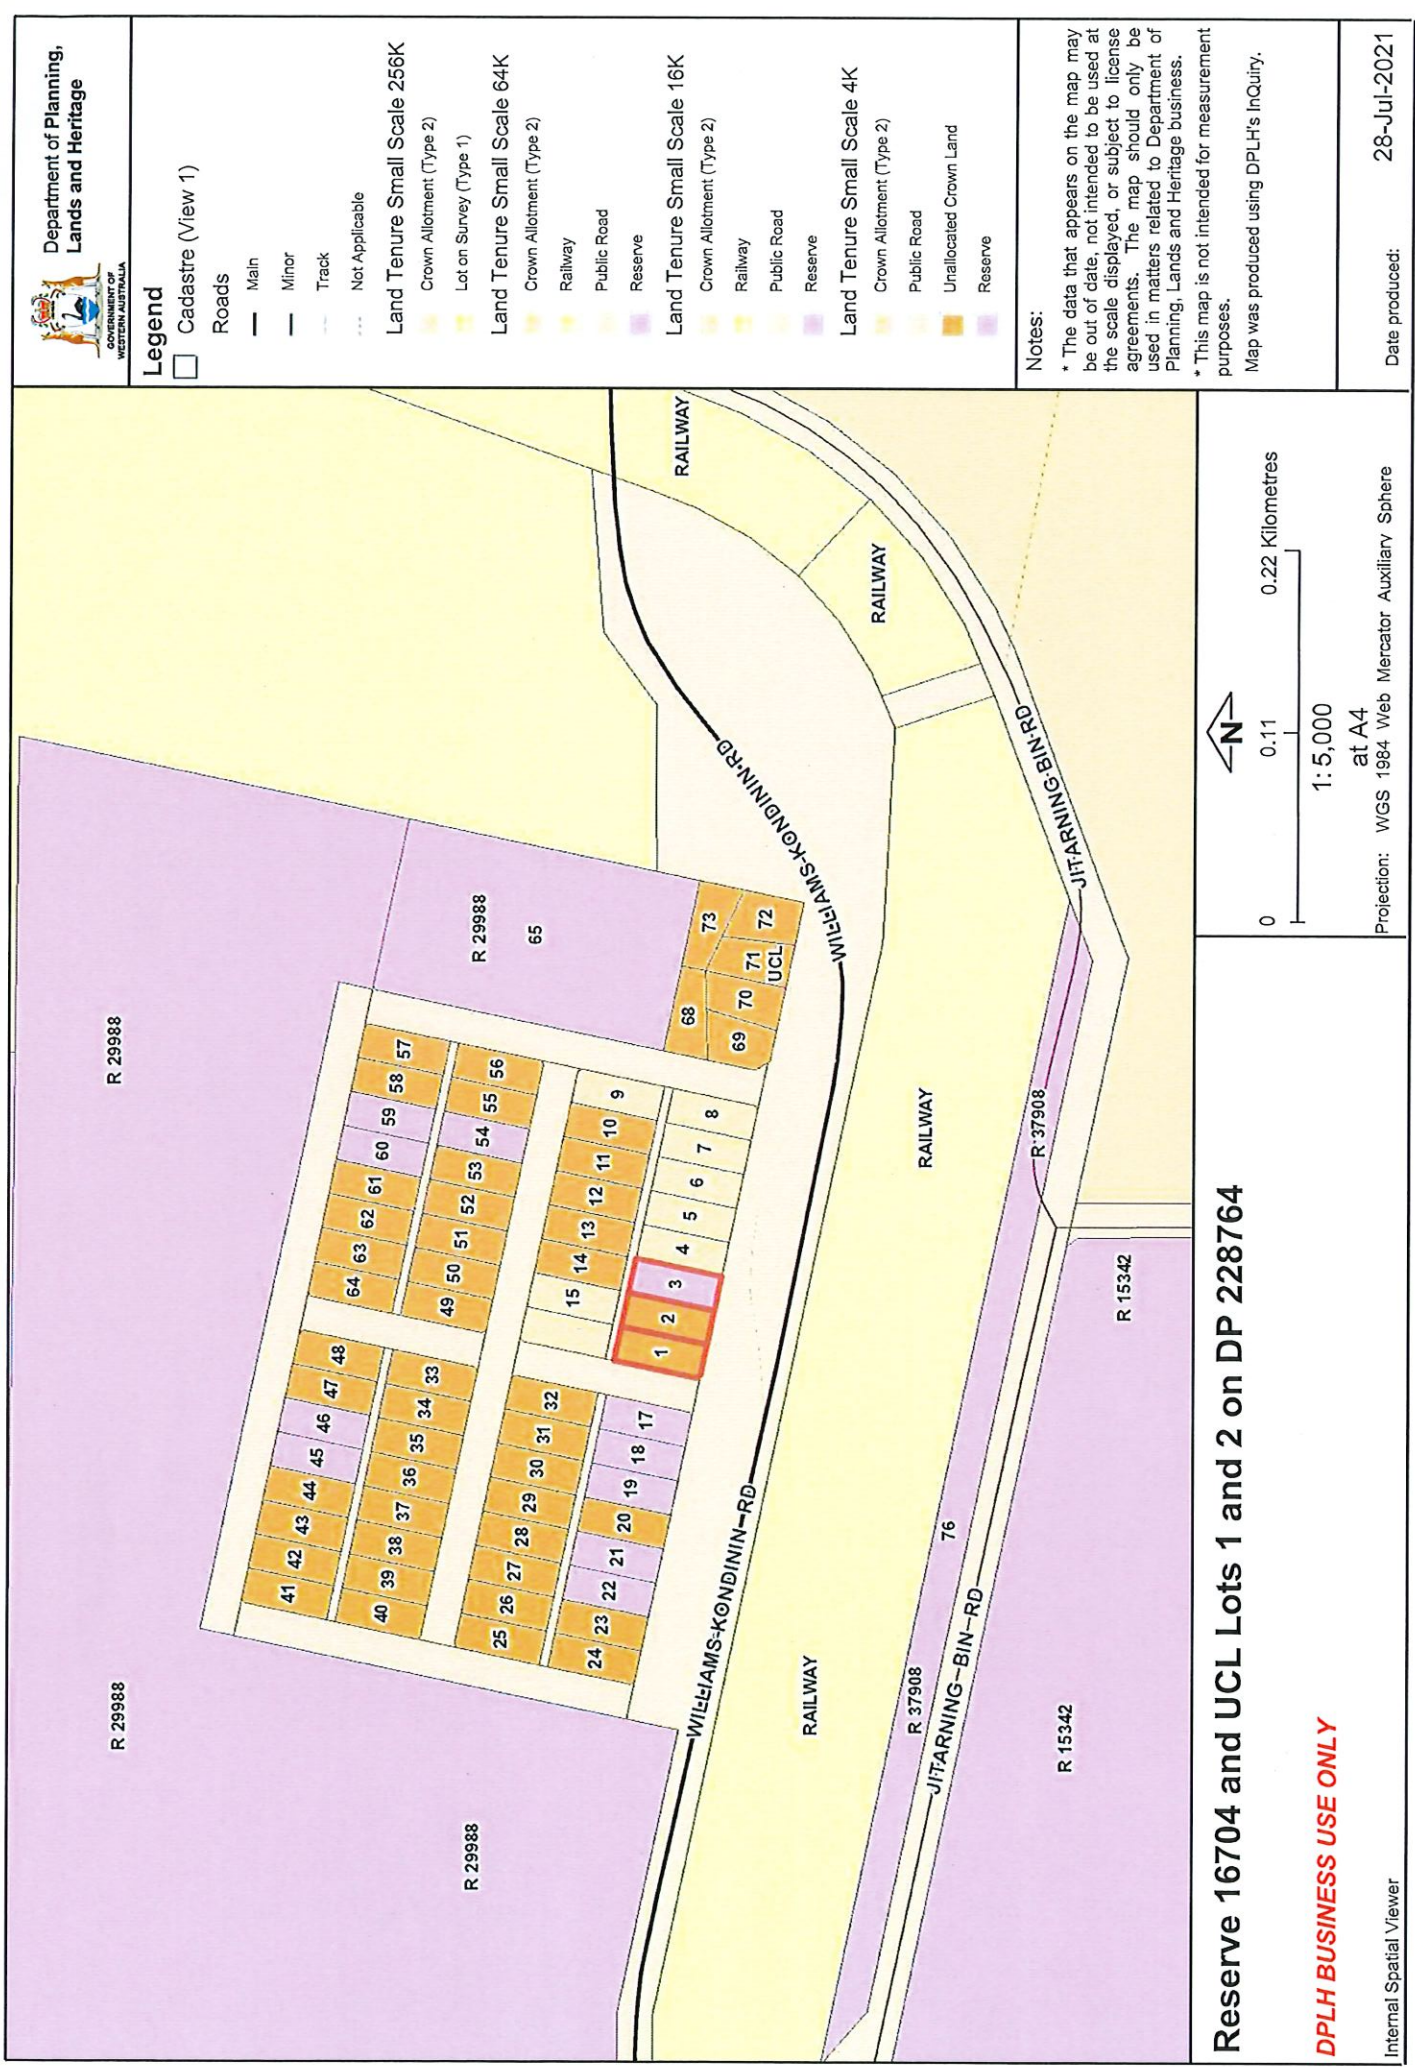 Department of Planning,
Lands and Heritage
GOVERNMENT OF
WESTERN AUSTRALIA
Legend
Cadastre (View 1)
Roads
Main
Minor
Track
Not Applicable
Land Tenure Small Scale 256K
Crown Allotment (Type 2)
Lot on Survey (Type 1)
Land Tenure Small Scale 64K
Crown Allotment (Type 2)
Railway
Public Road
Reserve
Land Tenure Small Scale 16K
Crown Allotment (Type 2)
Railway
Public Road
Reserve
Land Tenure Small Scale 4K
Crown Allotment (Type 2)
Public Road
Unallocated Crown Land
Reserve
Notes:
* The data that appears on the map may
be out of date, not intended to be used at
the scale displayed, or subject to license
agreements. The map should only be
used in matters related to Department of
Planning, Lands and Heritage business.
* This map is not intended for measurement
purposes.
Map was produced using DPLH's InQuiry.
Date produced: 28-Jul-2021
R 29988
R 29988
R 29988
R 29988
65
41 42 43 44 45 46 47 48
64 63 62 61 60 59 58 57
40 39 38 37 36 35 34 33
49 50 51 52 53 54 55 56
25 26 27 28 29 30 31 32
15 14 13 12 11 10 9
24 23 22 21 20 19 18 17
1 2 3 4 5 6 7 8
68 73
69 70 71 72
UCL
WILLIAMS-KONDININ-RD
WILLIAMS-KONDININ-RD
WILLIAMS-KONDININ-RD
WILLIAMS-KONDININ-RD
RAILWAY
RAILWAY
RAILWAY
RAILWAY
R 37908
76
R 37908
JITARNING-BIN-RD
JITARNING-BIN-RD
R 15342
R 15342
Reserve 16704 and UCL Lots 1 and 2 on DP 228764
DPLH BUSINESS USE ONLY
Internal Spatial Viewer
N
0 0.11 0.22 Kilometres
1: 5,000
at A4
Projection: WGS 1984 Web Mercator Auxiliary Sphere